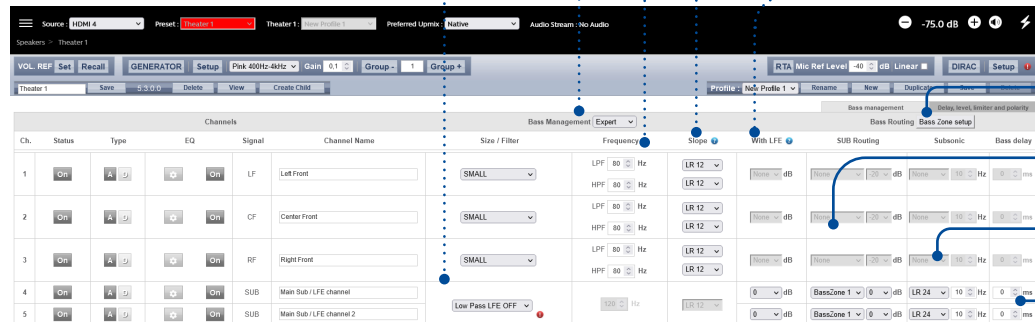 Source : HDMI 4 Preset : Theater 1 Theater 1 : New Profile 1 Preferred Upmix : Native Audio Stream : No Audio -75.0 dB
Speakers > Theater 1
VOL. REF Set Recall GENERATOR Setup Pink 400Hz-4kHz Gain 0,1 Group - 1 Group + RTA Mic Ref Level -40 dB Linear DiRAC Setup
Theater 1 Save 5.3.0.0 Delete View Create Child Profile : New Profile 1 Rename New Duplicate Save Delete
Bass management Delay, level, limiter and polarity
Channels Bass Management Expert Bass Routing Bass Zone setup
Ch. Status Type EQ Signal Channel Name Size / Filter Frequency Slope With LFE SUB Routing Subsonic Bass delay
LPF 80 Hz LR 12
1 On A D On LF Left Front SMALL None dB None -20 dB None 10 Hz 0 ms
HPF 80 Hz LR 12
LPF 80 Hz LR 12
2 On A D On CF Center Front SMALL None dB None -20 dB None 10 Hz 0 ms
HPF 80 Hz LR 12
LPF 80 Hz LR 12
3 On A D On RF Right Front SMALL None dB None -20 dB None 10 Hz 0 ms
HPF 80 Hz LR 12
4 On A D On SUB Main Sub / LFE channel 0 dB BassZone 1 0 dB LR 24 10 Hz 0 ms
Low Pass LFE OFF 120 Hz LR 12
5 On A D On SUB Main Sub / LFE channel 2 0 dB BassZone 1 0 dB LR 24 10 Hz 0 ms